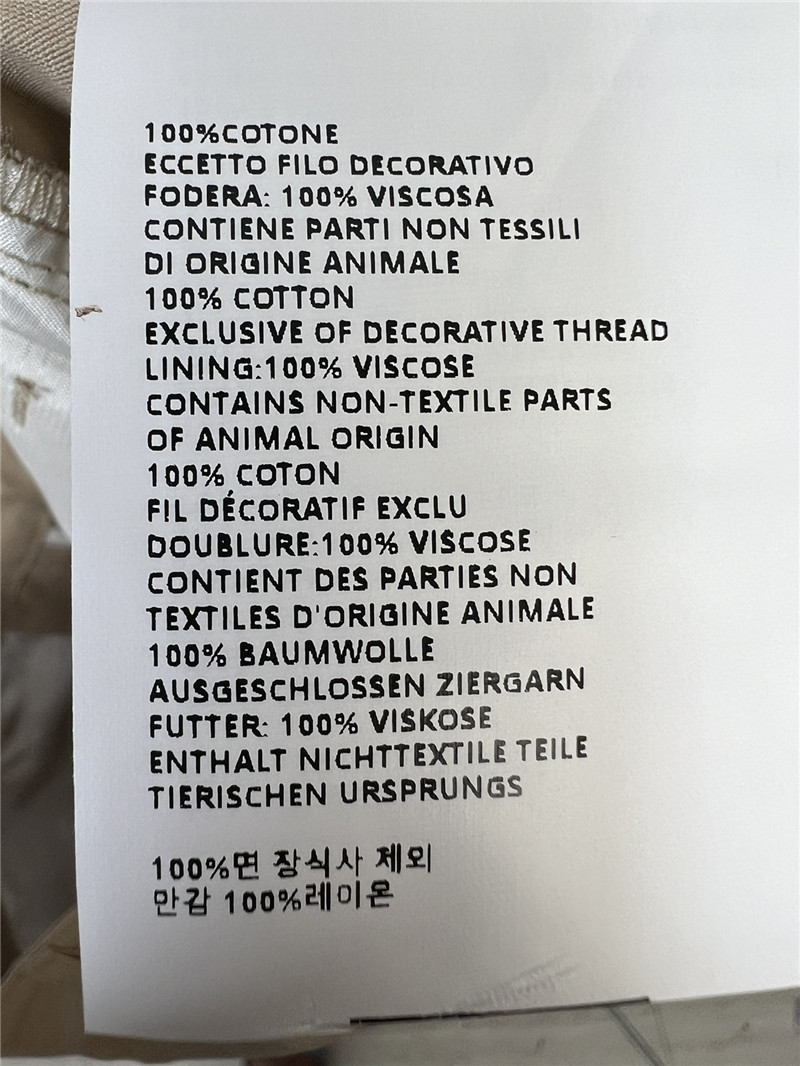 100%COTONE
ECCETTO FILO DECORATIVO
FODERA: 100% VISCOSA
CONTIENE PARTI NON TESSILI
DI ORIGINE ANIMALE
100% COTTON
EXCLUSIVE OF DECORATIVE THREAD
LINING:100% VISCOSE
CONTAINS NON-TEXTILE PARTS
OF ANIMAL ORIGIN
100% COTON
FIL DÉCORATIF EXCLU
DOUBLURE:100% VISCOSE
CONTIENT DES PARTIES NON
TEXTILES D'ORIGINE ANIMALE
100% BAUMWOLLE
AUSGESCHLOSSEN ZIERGARN
FUTTER: 100% VISKOSE
ENTHALT NICHTTEXTILE TEILE
TIERISCHEN URSPRUNGS
100%면 장식사 제외
안감 100%레이온